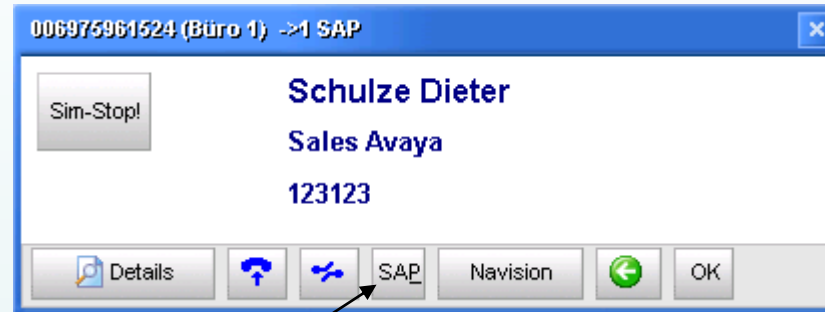 006975961524 (Büro 1) ->1 SAP
Sim-Stop!
Schulze Dieter
Sales Avaya
123123
Details SAP Navision OK